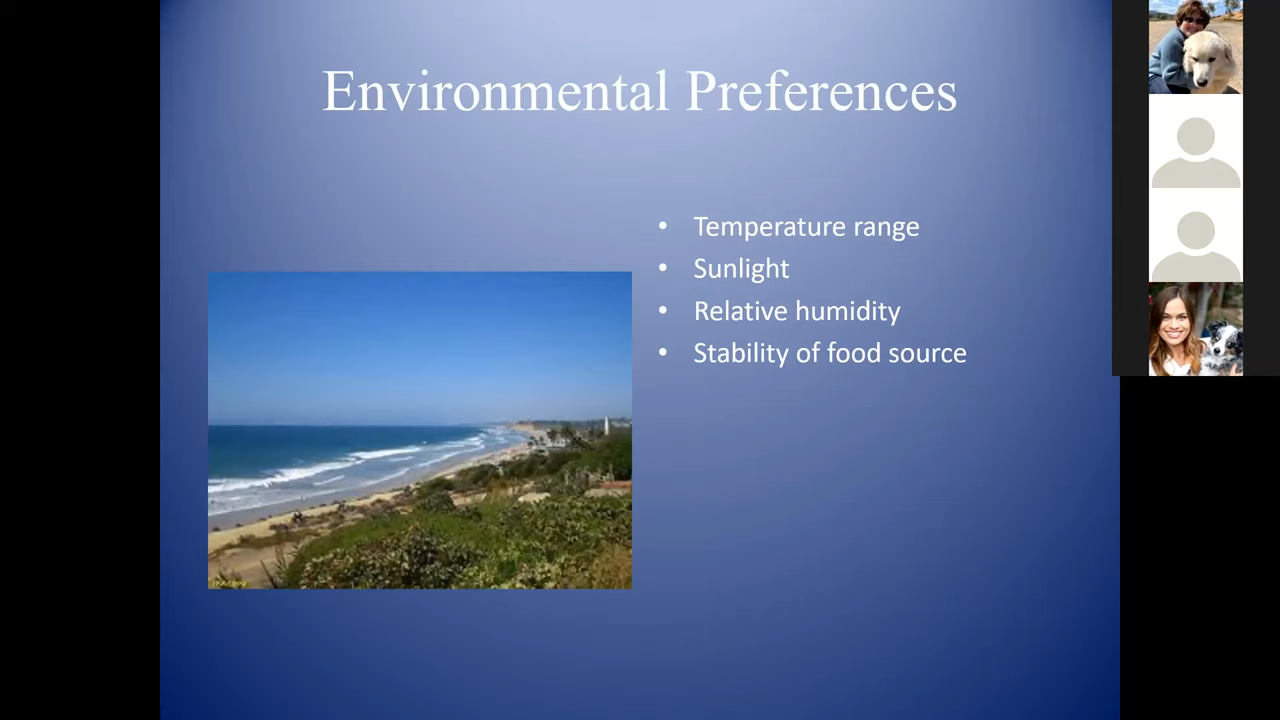 Environmental Preferences
• Temperature range
• Sunlight
• Relative humidity
• Stability of food source